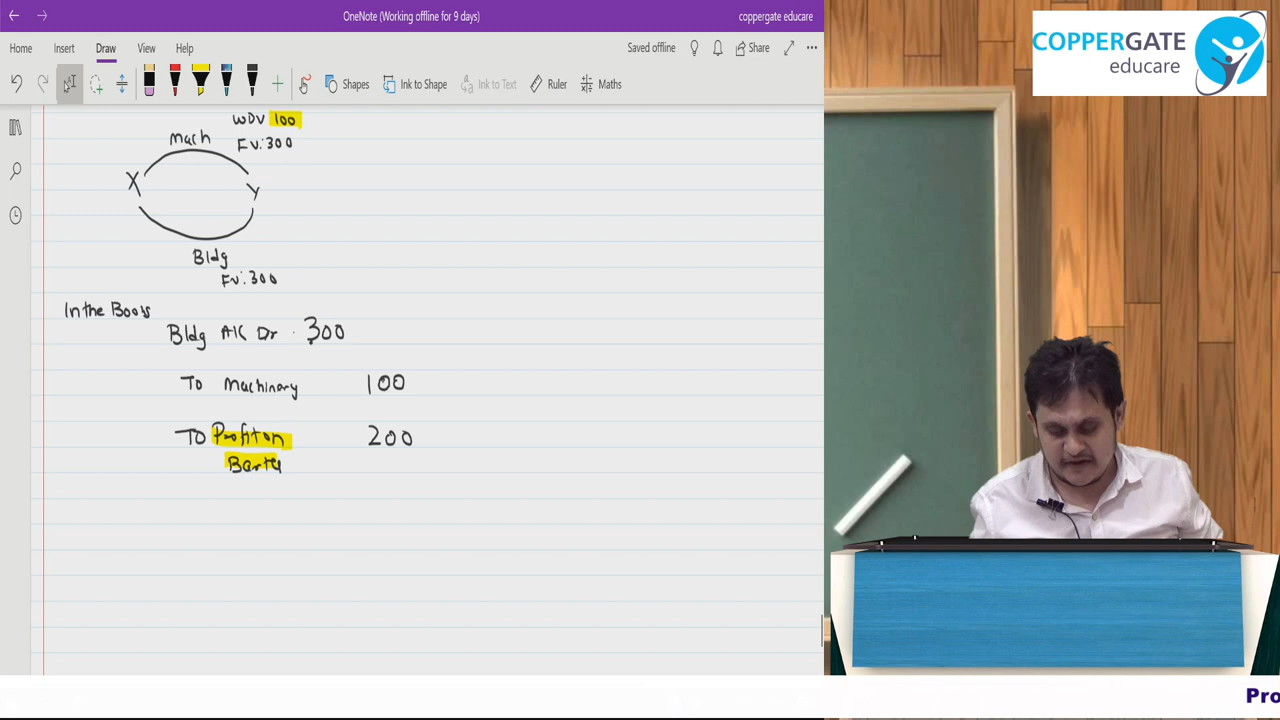 OneNote (Working offline for 9 days)
coppergate educare
Home Insert Draw View Help
Saved offline
Share
Shapes
Ink to Shape
Ink to Text
Ruler
Maths
COPPERGATE
educare
WDV 100
Mach
FV:300
X
Y
Bldg
FV:300
In the Books
Bldg A/C Dr. 300
To Machinary 100
To Profit on 200
Barter
Pro